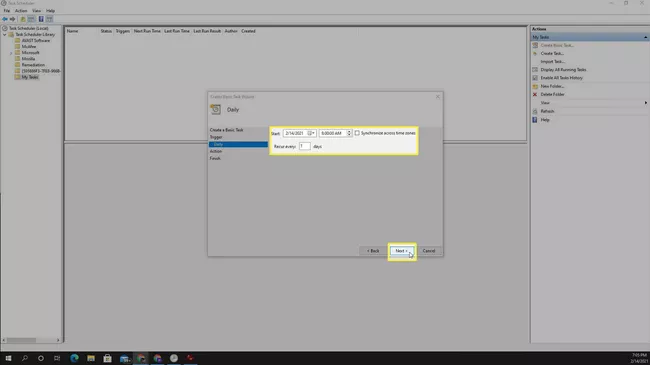 Task Scheduler
File Action View Help
Task Scheduler (Local)
Task Scheduler Library
AVAST Software
McAfee
Microsoft
Mozilla
Remediation
My Tasks
Name Status Triggers Next Run Time Last Run Time Last Run Result Author Created
Actions
My Tasks
Create Basic Task...
Create Task...
Import Task...
Display All Running Tasks
Enable All Tasks History
New Folder...
Delete Folder
View
Refresh
Help
Create Basic Task Wizard
Daily
Create a Basic Task
Trigger
Daily
Action
Finish
Start: 2/14/2021 8:00:00 AM Synchronize across time zones
Recur every: 1 days
< Back Next > Cancel
7:05 PM
2/14/2021